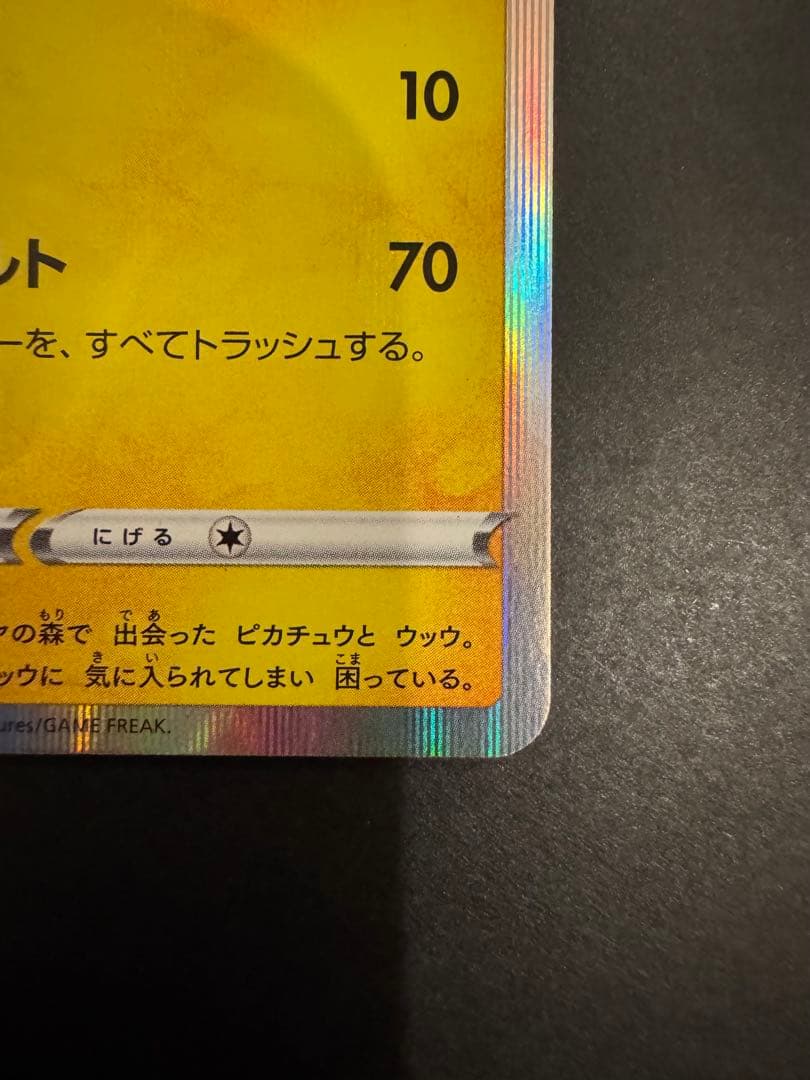 10
ルト 70
ーを、すべてトラッシュする。
にげる
ヤの森で 出会った ピカチュウと ウッウ。
ッウに 気に入られてしまい 困っている。
ures/GAME FREAK.